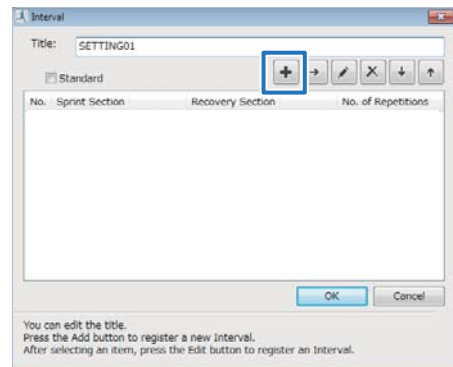 Interval
Title: SETTING01
Standard
No. Sprint Section Recovery Section No. of Repetitions
OK Cancel
You can edit the title.
Press the Add button to register a new Interval.
After selecting an item, press the Edit button to register an Interval.